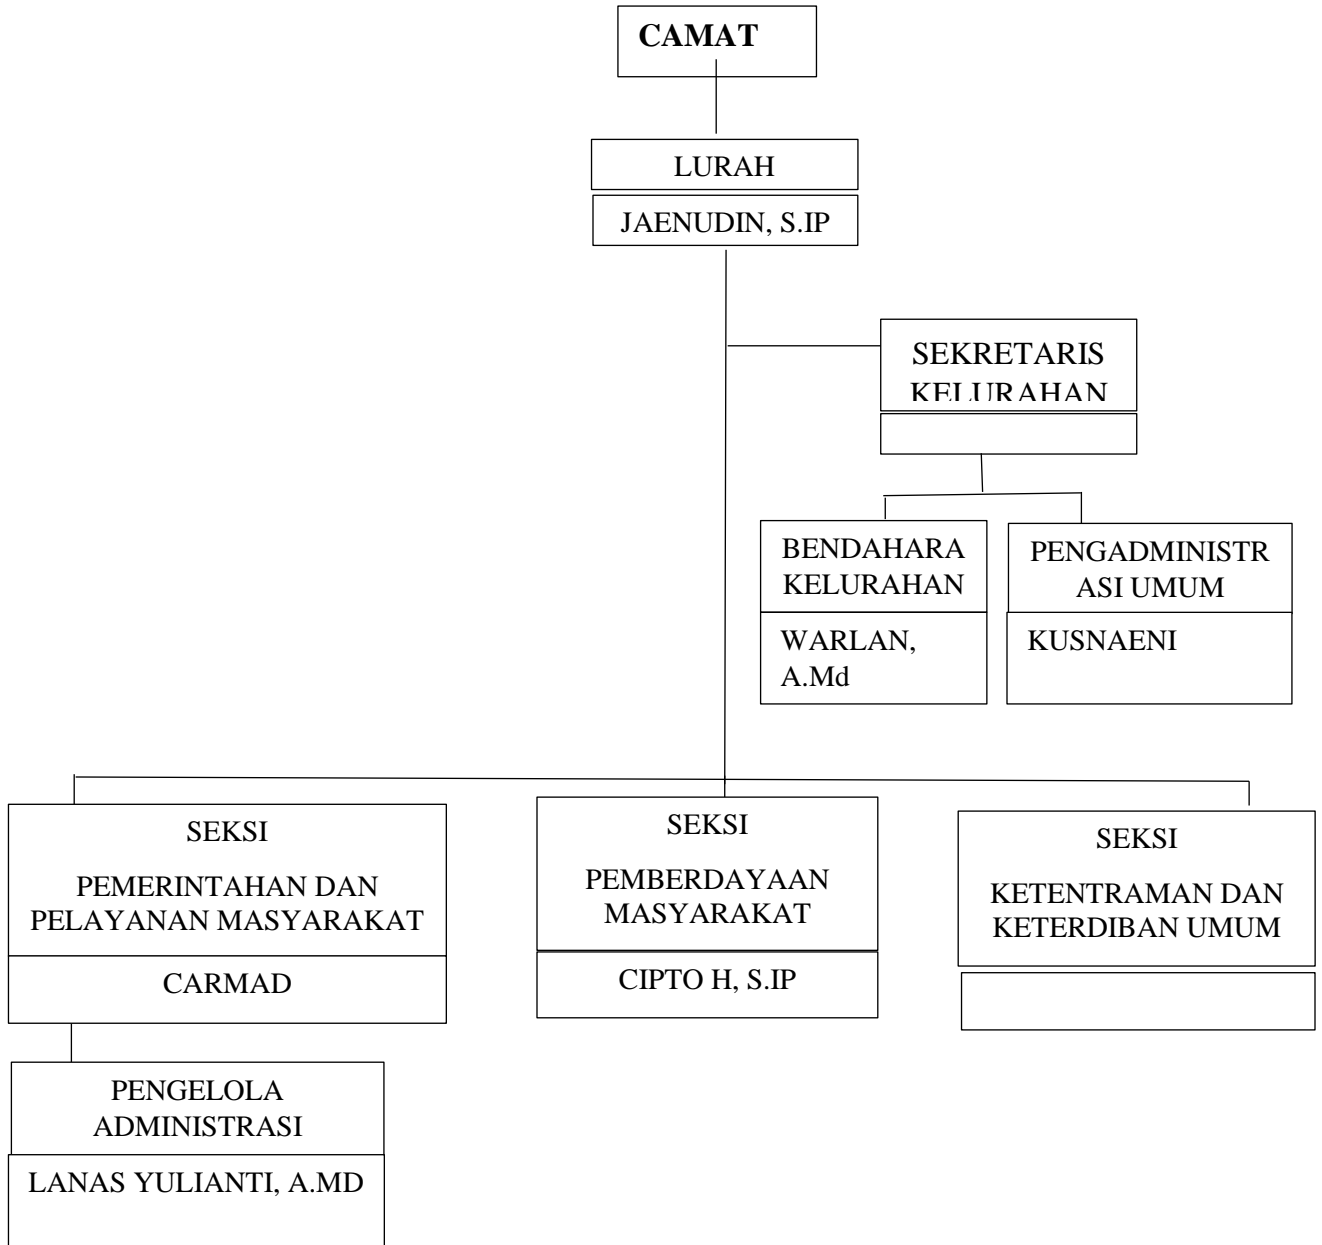 CAMAT
LURAH
JAENUDIN, S.IP
SEKRETARIS
KELURAHAN
BENDAHARA
KELURAHAN
WARLAN,
A.Md
PENGADMINISTR
ASI UMUM
KUSNAENI
SEKSI
PEMERINTAHAN DAN
PELAYANAN MASYARAKAT
CARMAD
SEKSI
PEMBERDAYAAN
MASYARAKAT
CIPTO H, S.IP
SEKSI
KETENTRAMAN DAN
KETERDIBAN UMUM
PENGELOLA
ADMINISTRASI
LANAS YULIANTI, A.MD